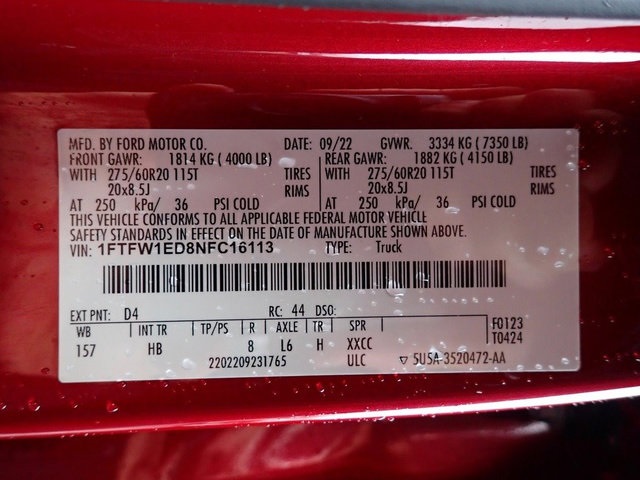 MFD. BY FORD MOTOR CO. DATE: 09/22 GVWR. 3334 KG ( 7350 LB)
FRONT GAWR: 1814 KG ( 4000 LB) REAR GAWR: 1882 KG ( 4150 LB)
WITH 275/60R20 115T TIRES WITH 275/60R20 115T TIRES
20x8.5J RIMS 20x8.5J RIMS
AT 250 kPa/ 36 PSI COLD AT 250 kPa/ 36 PSI COLD
THIS VEHICLE CONFORMS TO ALL APPLICABLE FEDERAL MOTOR VEHICLE
SAFETY STANDARDS IN EFFECT ON THE DATE OF MANUFACTURE SHOWN ABOVE.
VIN: 1FTFW1ED8NFC16113 TYPE: Truck
EXT PNT: D4 RC: 44 DSO:
WB INT TR TP/PS R AXLE TR SPR F0123
T0424
157 HB 8 L6 H XXCC
2202209231765 ULC ▽ 5U5A-3520472-AA